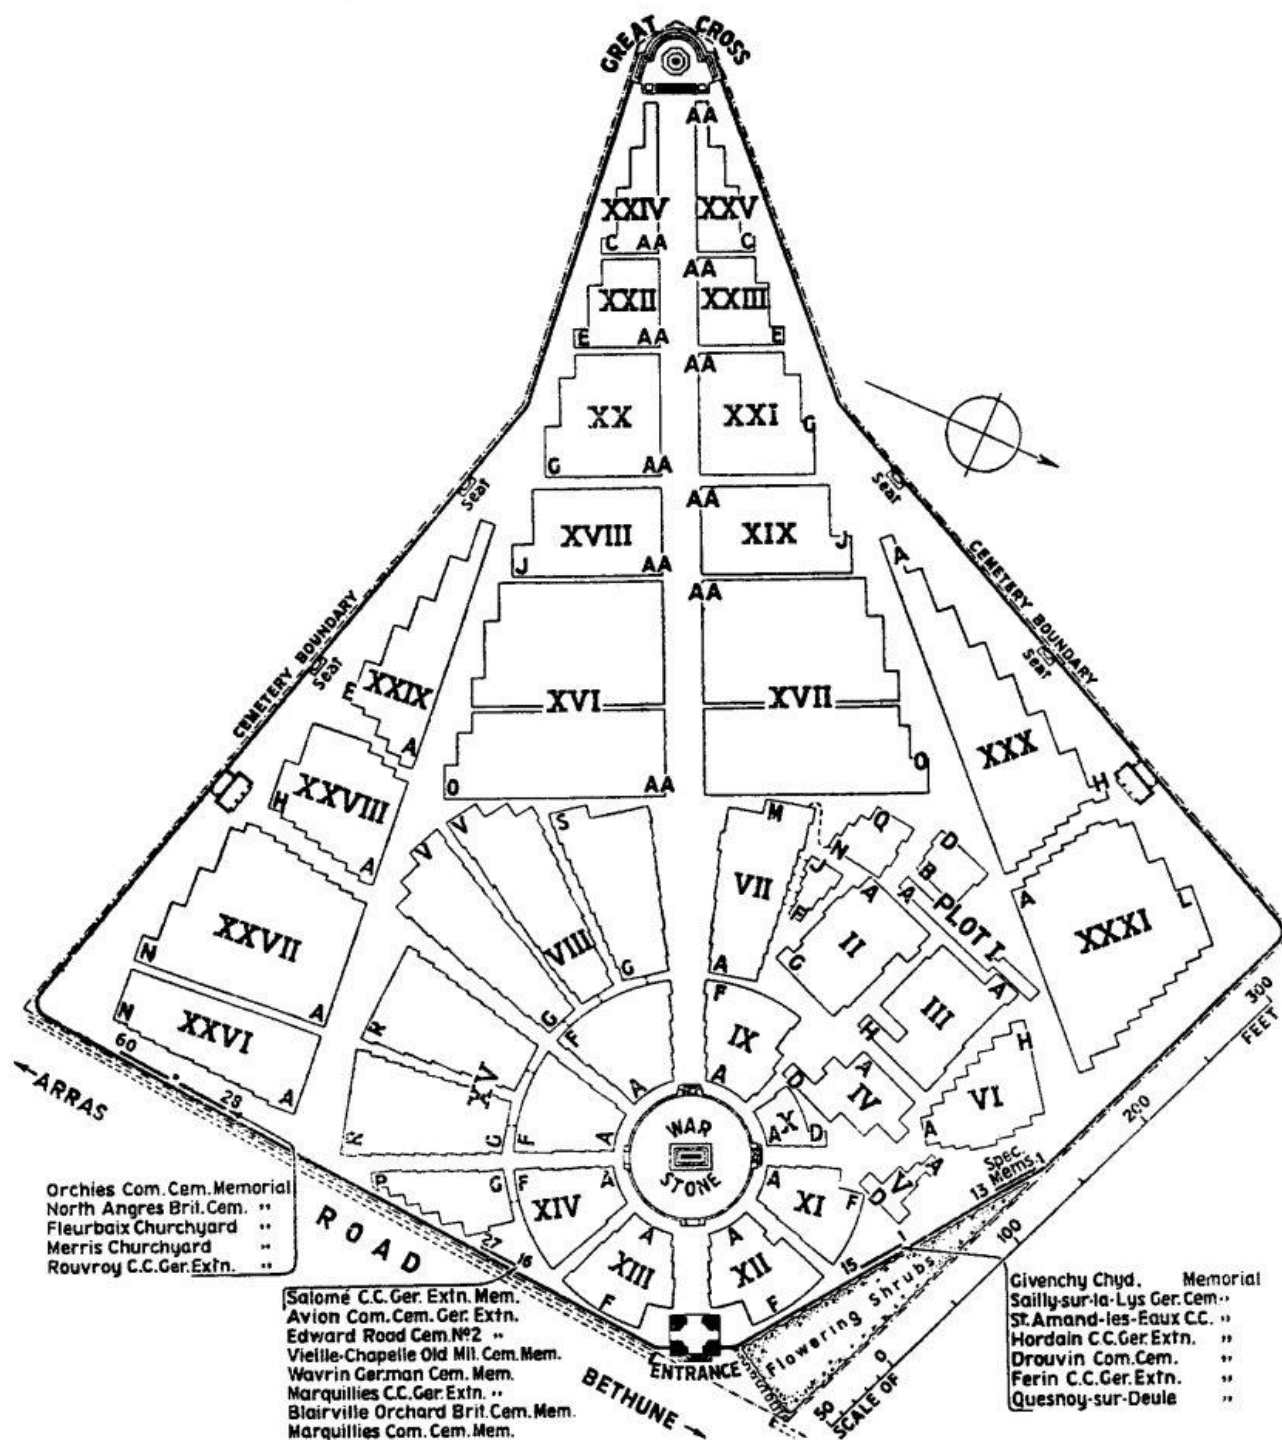 GREAT CROSS
AA
XXIV
XXV
C
AA
C
AA
XXII
XXIII
E
AA
E
AA
XX
XXI
G
G
AA
Seat
Seat
AA
XVIII
XIX
J
J
AA
AA
A
CEMETERY BOUNDARY
CEMETERY BOUNDARY
Seat
Seat
E
XXIX
A
XVI
XVII
XXX
H
XXVIII
H
O
AA
O
A
V
V
S
M
Q
N
D
J
B
A
A
A
L
VII
XXVII
N
A
VIII
E
II
G
PLOT I
XXXI
G
G
A
F
F
A
III
H
N
XXVI
A
R
XV
IX
A
A
D
A
IV
H
VI
A
60
28
300
FEET
200
ARRAS
R
G
F
A
WAR
STONE
A
X
D
Spec.
Mems. 1
13
P
G
F
A
XIV
A
XI
F
D
V
A
27
16
A
XIII
F
A
XII
F
15
1
100
ROAD
Orchies Com. Cem. Memorial
North Angres Brit. Cem. "
Fleurbaix Churchyard "
Merris Churchyard "
Rouvroy C.C. Ger. Extn. "
Salomé C.C. Ger. Extn. Mem.
Avion Com. Cem. Ger. Extn.
Edward Road Cem. Nº2 "
Vieille-Chapelle Old Mil. Cem. Mem.
Wavrin German Cem. Mem.
Marquillies C.C. Ger. Extn. "
Blairville Orchard Brit. Cem. Mem.
Marquillies Com. Cem. Mem.
ENTRANCE
BETHUNE
Flowering Shrubs
50
0
SCALE OF
Givenchy Chyd. Memorial
Sailly-sur-la-Lys Ger. Cem. "
St. Amand-les-Eaux C.C. "
Hordain C.C. Ger. Extn. "
Drouvin Com. Cem. "
Ferin C.C. Ger. Extn. "
Quesnoy-sur-Deule "